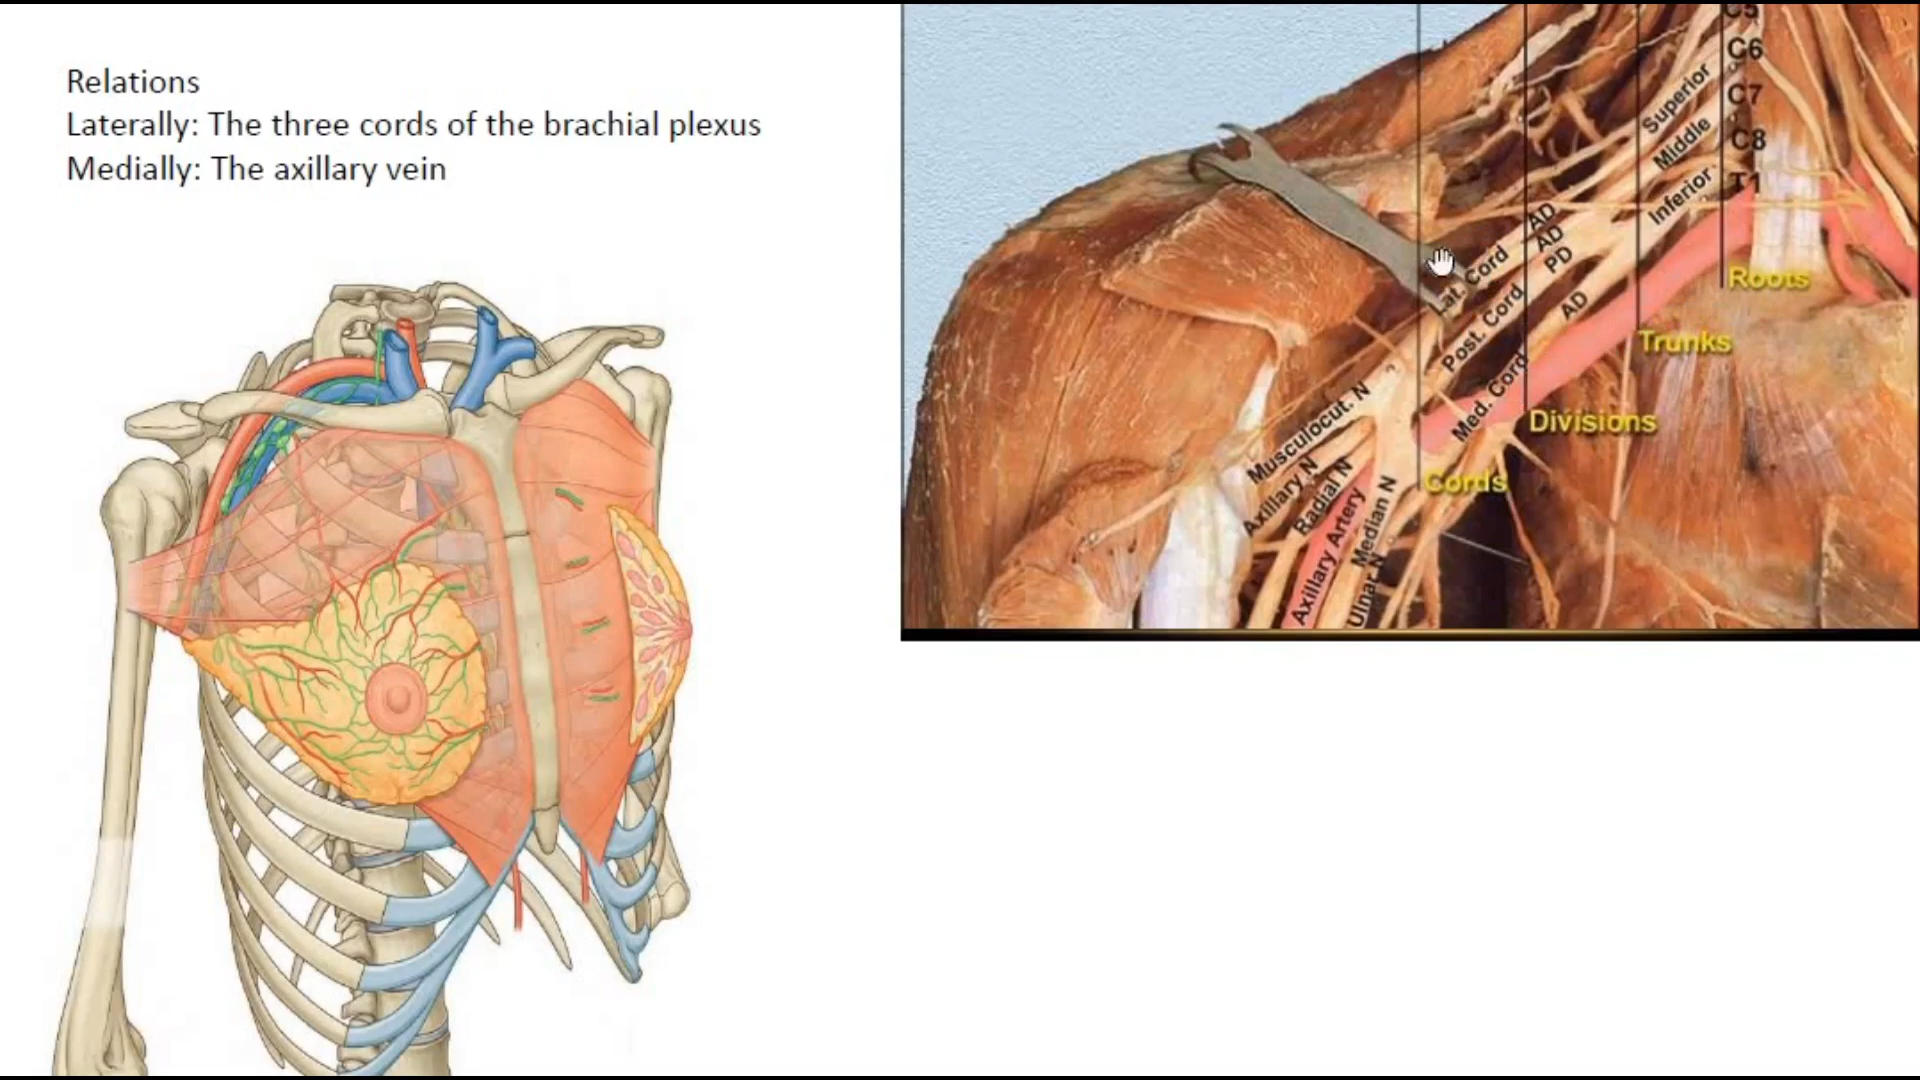 Relations
Laterally: The three cords of the brachial plexus
Medially: The axillary vein
C5
C6
C7
C8
T1
Superior
Middle
Inferior
AD
AD
PD
AD
Roots
Trunks
Divisions
Cords
Lat. Cord
Post. Cord
Med. Cord
Musculocut. N
Axillary N
Radial N
Axillary Artery
Median N
Ulnar N